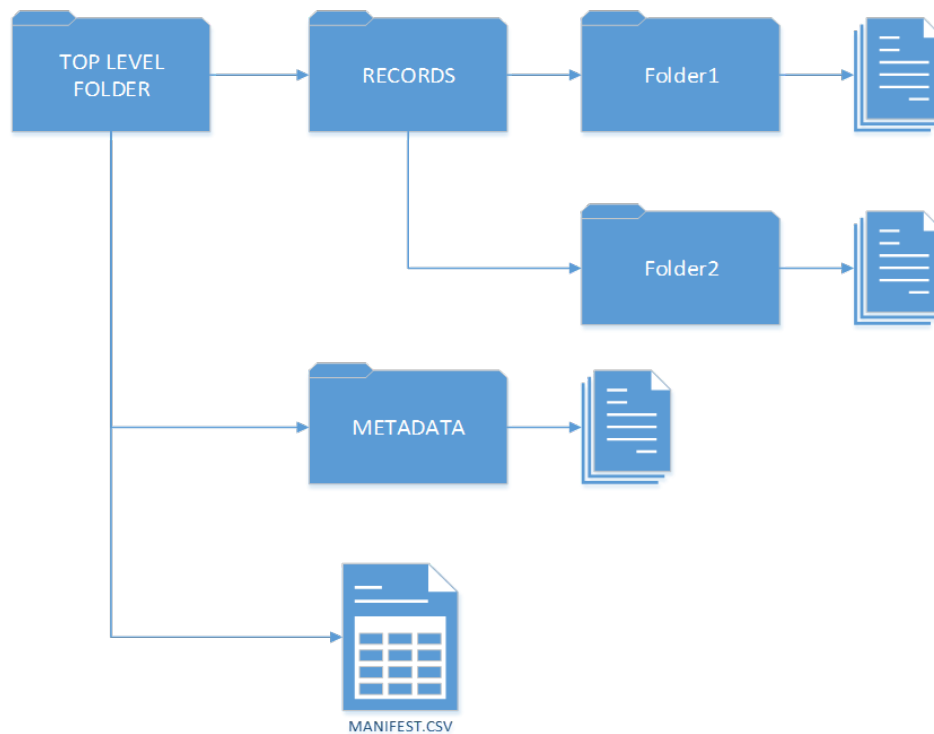 TOP LEVEL
FOLDER
RECORDS
Folder1
Folder2
METADATA
MANIFEST.CSV